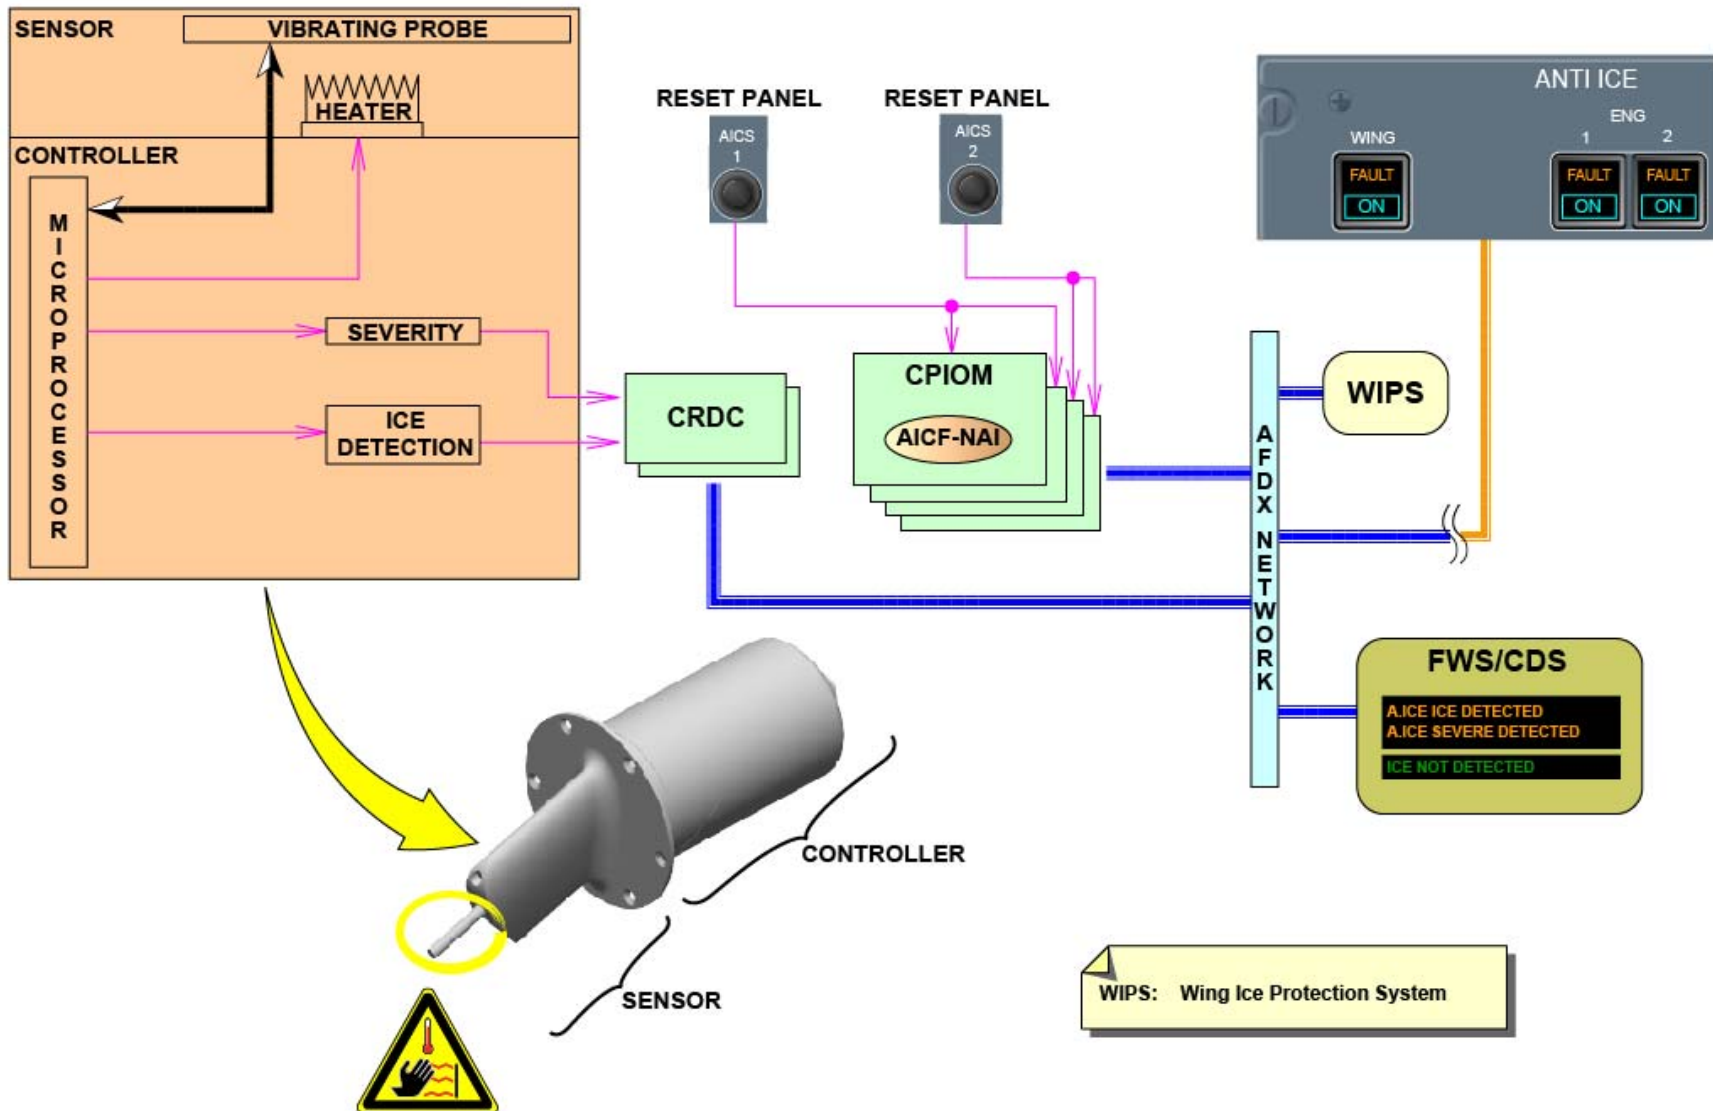 SENSOR
VIBRATING PROBE
HEATER
CONTROLLER
MICROPROCESSOR
SEVERITY
ICE
DETECTION
RESET PANEL
AICS
1
RESET PANEL
AICS
2
CRDC
CPIOM
AICF-NAI
ANTI ICE
ENG
WING
1
2
FAULT
ON
FAULT
ON
FAULT
ON
AFDX NETWORK
WIPS
FWS/CDS
A.ICE ICE DETECTED
A.ICE SEVERE DETECTED
ICE NOT DETECTED
CONTROLLER
SENSOR
WIPS: Wing Ice Protection System